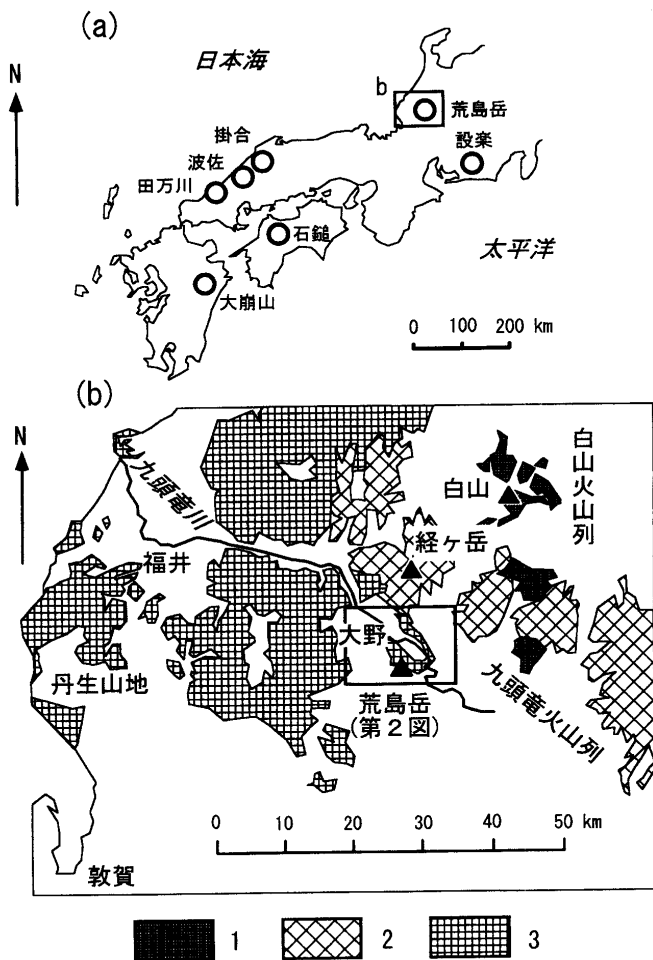 (a)
N
日本海
b
荒島岳
設楽
掛合
波佐
田万川
石鎚
大崩山
太平洋
0 100 200 km
(b)
N
九頭竜川
福井
丹生山地
敦賀
大野
荒島岳
(第2図)
経ヶ岳
白山
白山火山列
九頭竜火山列
0 10 20 30 40 50 km
1 2 3